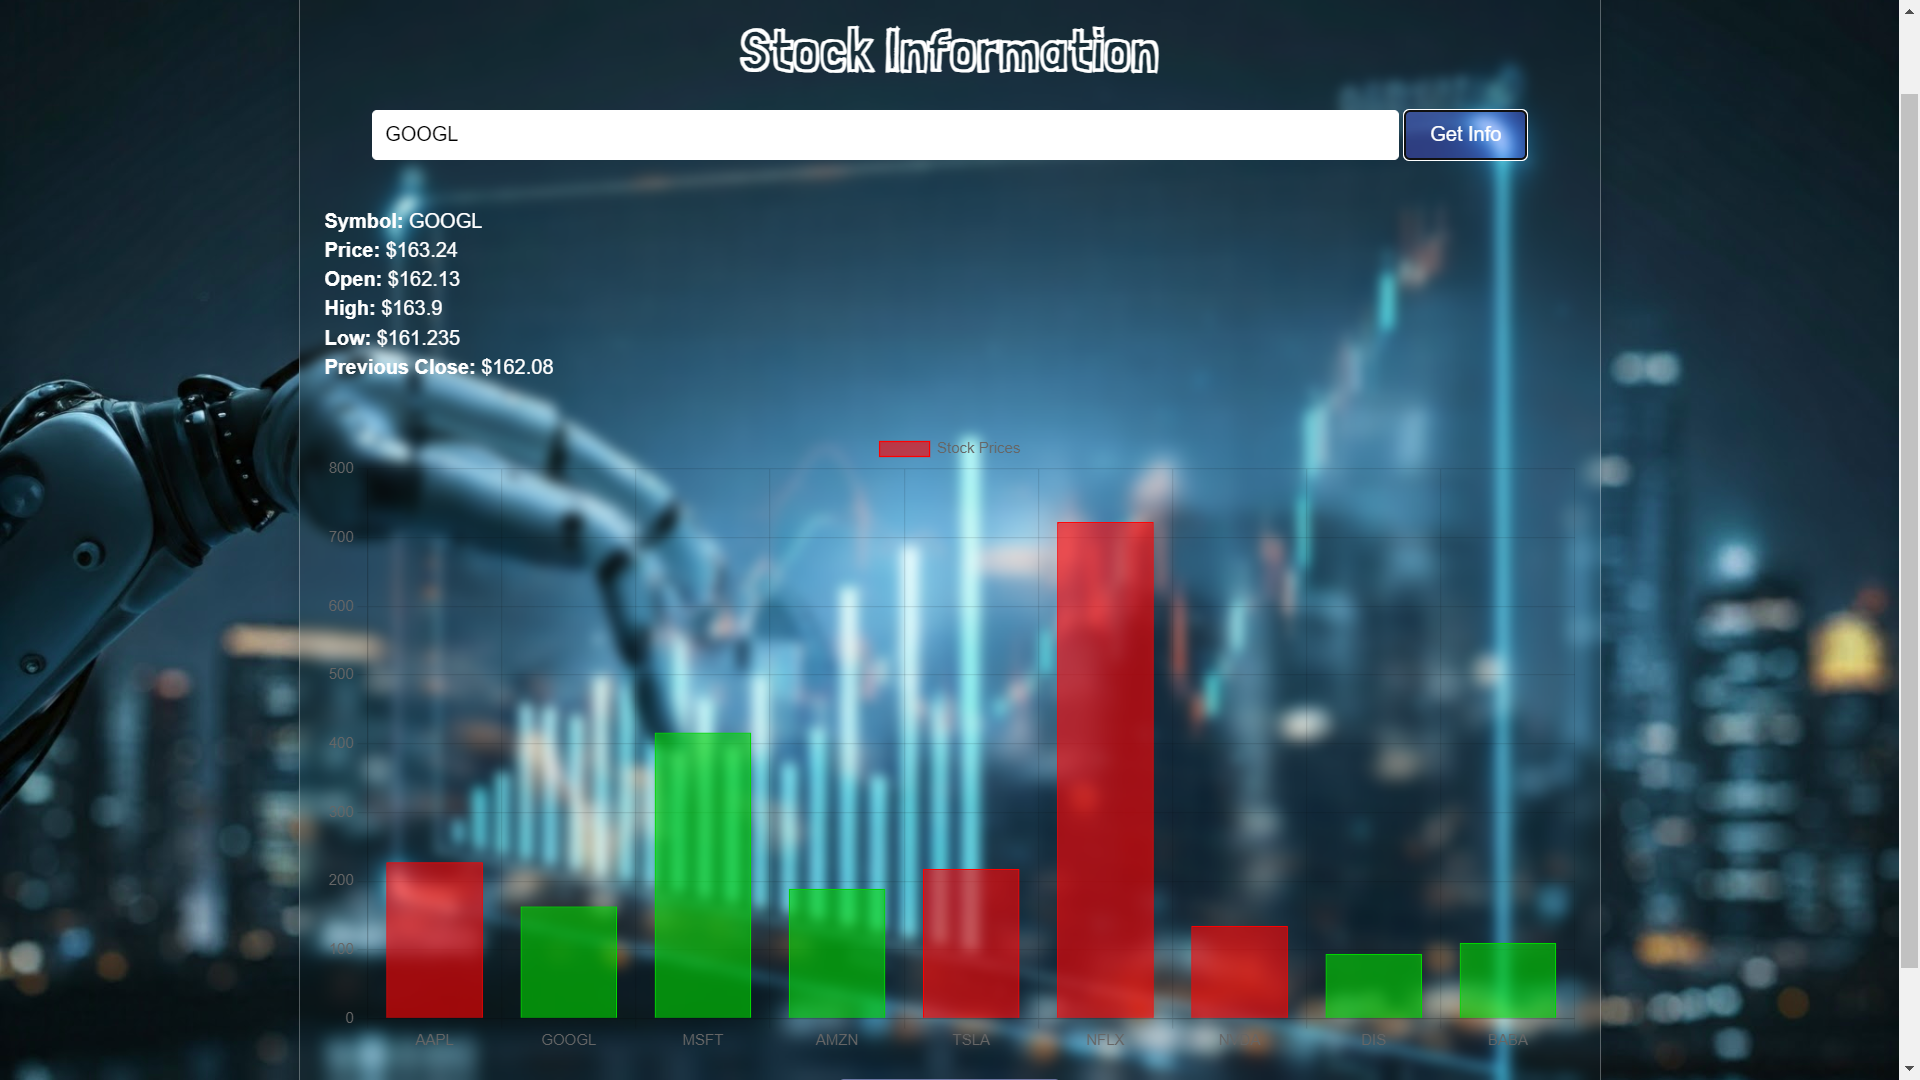 Stock Information
GOOGL
Get Info
Symbol: GOOGL
Price: $163.24
Open: $162.13
High: $163.9
Low: $161.235
Previous Close: $162.08
Stock Prices
800
700
600
500
400
300
200
100
0
AAPL GOOGL MSFT AMZN TSLA NFLX DIS BABA